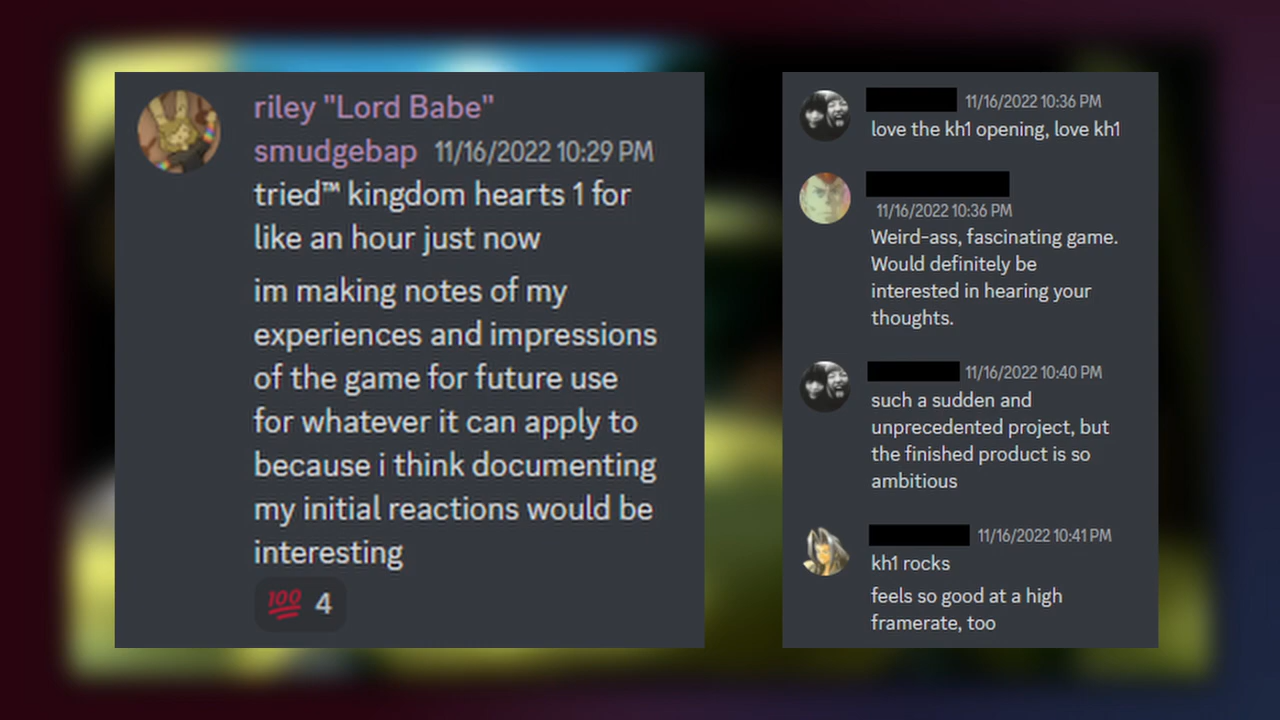 riley "Lord Babe"
smudgebap 11/16/2022 10:29 PM
tried™ kingdom hearts 1 for
like an hour just now
im making notes of my
experiences and impressions
of the game for future use
for whatever it can apply to
because i think documenting
my initial reactions would be
interesting
💯 4
11/16/2022 10:36 PM
love the kh1 opening, love kh1
11/16/2022 10:36 PM
Weird-ass, fascinating game.
Would definitely be
interested in hearing your
thoughts.
11/16/2022 10:40 PM
such a sudden and
unprecedented project, but
the finished product is so
ambitious
11/16/2022 10:41 PM
kh1 rocks
feels so good at a high
framerate, too